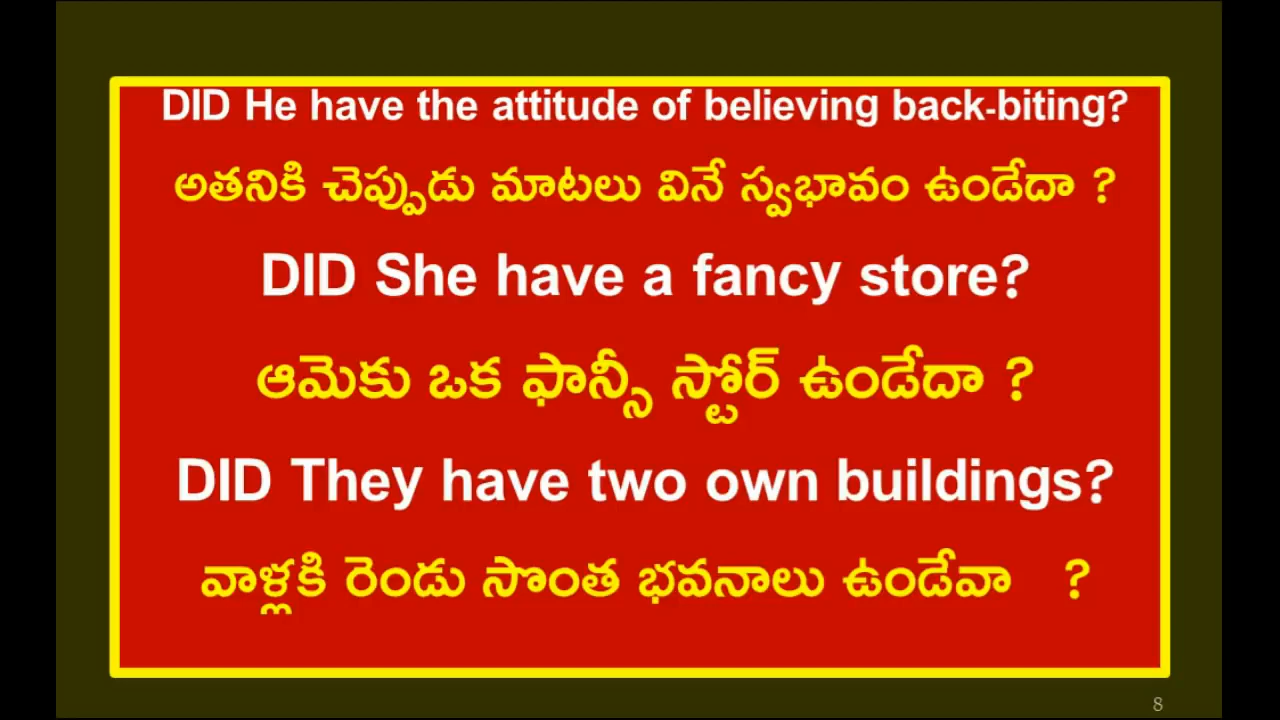 DID He have the attitude of believing back-biting?
అతనికి చెప్పుడు మాటలు వినే స్వభావం ఉండేదా ?
DID She have a fancy store?
ఆమెకు ఒక ఫాన్సీ స్టోర్ ఉండేదా ?
DID They have two own buildings?
వాళ్లకి రెండు సొంత భవనాలు ఉండేవా ?
8